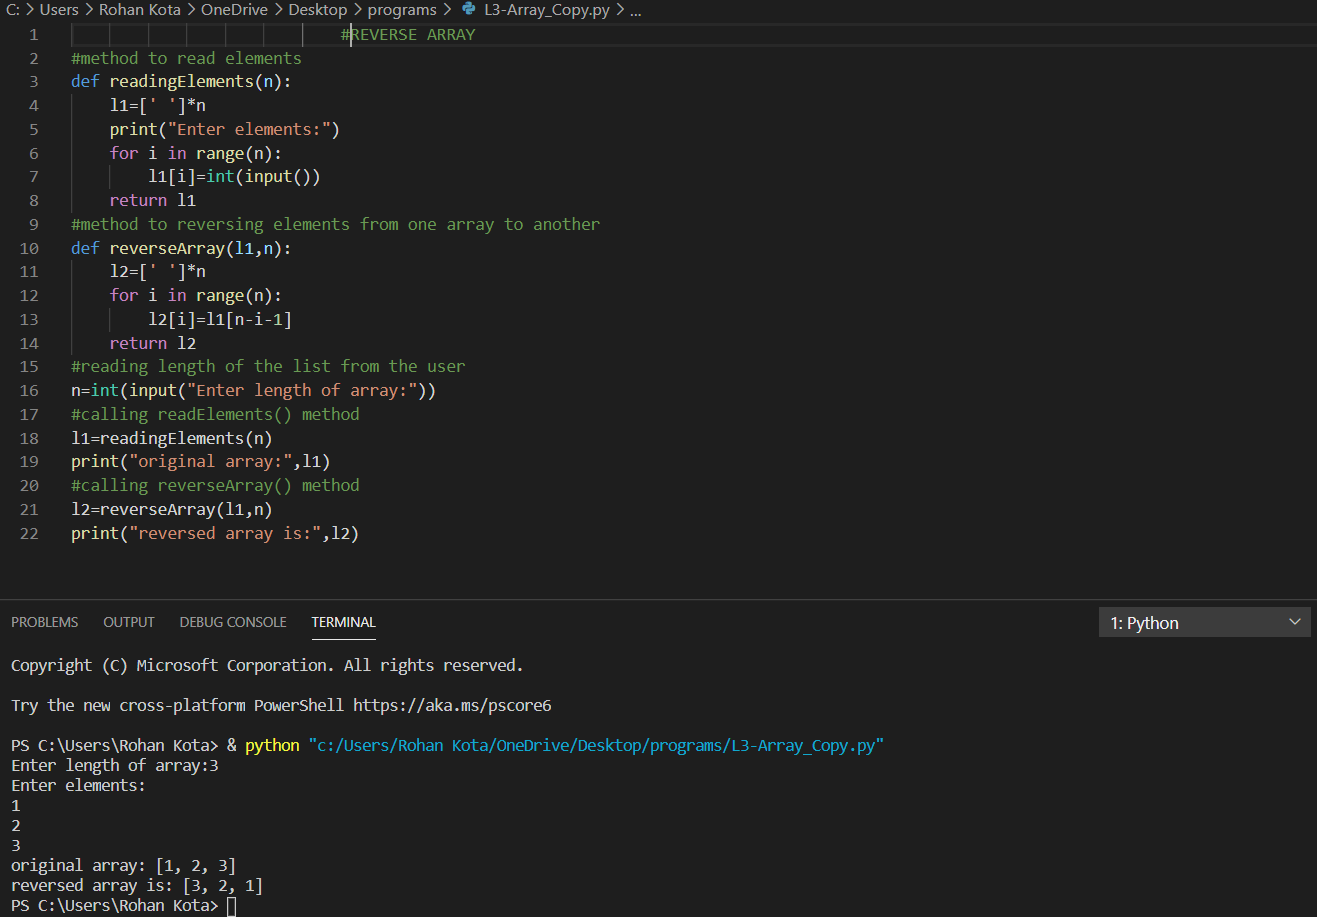 C: > Users > Rohan Kota > OneDrive > Desktop > programs > L3-Array_Copy.py > ...
1                             #REVERSE ARRAY
2 #method to read elements
3 def readingElements(n):
4     l1=[' ']*n
5     print("Enter elements:")
6     for i in range(n):
7         l1[i]=int(input())
8     return l1
9 #method to reversing elements from one array to another
10 def reverseArray(l1,n):
11     l2=[' ']*n
12     for i in range(n):
13         l2[i]=l1[n-i-1]
14     return l2
15 #reading length of the list from the user
16 n=int(input("Enter length of array:"))
17 #calling readElements() method
18 l1=readingElements(n)
19 print("original array:",l1)
20 #calling reverseArray() method
21 l2=reverseArray(l1,n)
22 print("reversed array is:",l2)
PROBLEMS OUTPUT DEBUG CONSOLE TERMINAL 1: Python
Copyright (C) Microsoft Corporation. All rights reserved.
Try the new cross-platform PowerShell https://aka.ms/pscore6
PS C:\Users\Rohan Kota> & python "c:/Users/Rohan Kota/OneDrive/Desktop/programs/L3-Array_Copy.py"
Enter length of array:3
Enter elements:
1
2
3
original array: [1, 2, 3]
reversed array is: [3, 2, 1]
PS C:\Users\Rohan Kota>